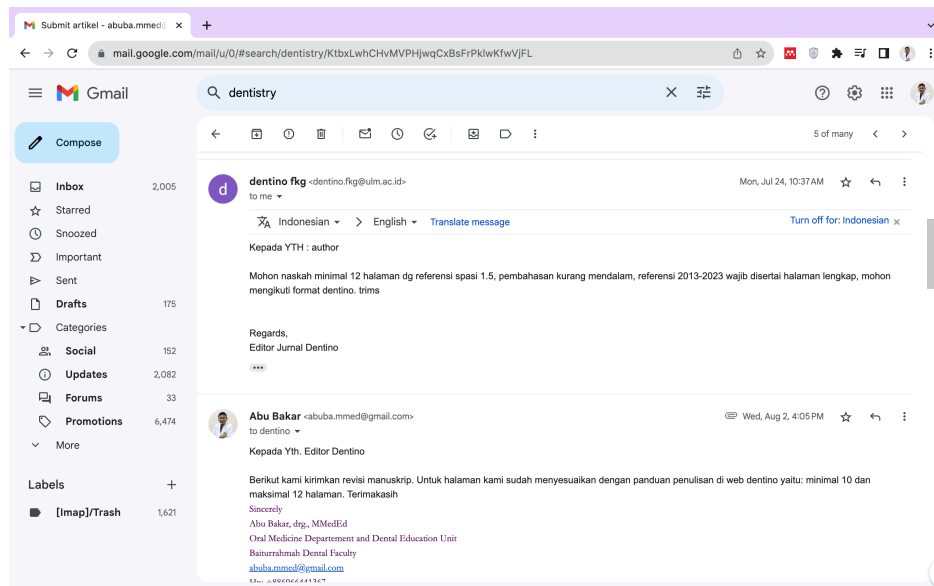 Submit artikel - abuba.mmed@
mail.google.com/mail/u/0/#search/dentistry/KtbxLwhCHvMVPHjwqCxBsFrPklwKfwVjFL
Gmail
dentistry
Compose
5 of many
Inbox 2,005
Starred
Snoozed
Important
Sent
Drafts 175
Categories
Social 152
Updates 2,082
Forums 33
Promotions 6,474
More
Labels
[Imap]/Trash 1,621
d
dentino fkg <dentino.fkg@ulm.ac.id>
Mon, Jul 24, 10:37 AM
to me
Indonesian > English Translate message
Turn off for: Indonesian
Kepada YTH : author
Mohon naskah minimal 12 halaman dg referensi spasi 1.5, pembahasan kurang mendalam, referensi 2013-2023 wajib disertai halaman lengkap, mohon
mengikuti format dentino. trims
Regards,
Editor Jurnal Dentino
Abu Bakar <abuba.mmed@gmail.com>
Wed, Aug 2, 4:05 PM
to dentino
Kepada Yth. Editor Dentino
Berikut kami kirimkan revisi manuskrip. Untuk halaman kami sudah menyesuaikan dengan panduan penulisan di web dentino yaitu: minimal 10 dan
maksimal 12 halaman. Terimakasih
Sincerely
Abu Bakar, drg., MMedEd
Oral Medicine Departement and Dental Education Unit
Baiturrahmah Dental Faculty
abuba.mmed@gmail.com